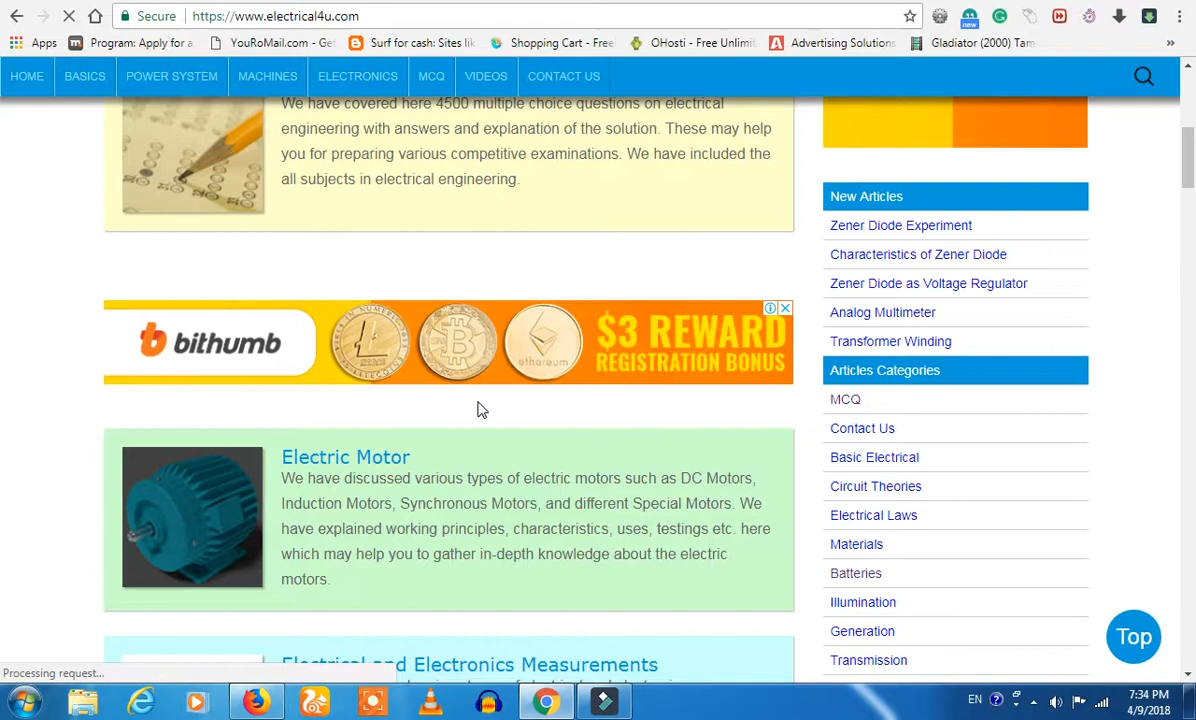 Secure https://www.electrical4u.com
new
Apps Program: Apply for a YouRoMail.com - Get Surf for cash: Sites lik Shopping Cart - Free OHosti - Free Unlimit Advertising Solutions Gladiator (2000) Tam »
HOME BASICS POWER SYSTEM MACHINES ELECTRONICS MCQ VIDEOS CONTACT US
We have covered here 4500 multiple choice questions on electrical
engineering with answers and explanation of the solution. These may help
you for preparing various competitive examinations. We have included the
all subjects in electrical engineering.
bithumb
$3 REWARD
REGISTRATION BONUS
ethereum
Electric Motor
We have discussed various types of electric motors such as DC Motors,
Induction Motors, Synchronous Motors, and different Special Motors. We
have explained working principles, characteristics, uses, testings etc. here
which may help you to gather in-depth knowledge about the electric
motors.
Electrical and Electronics Measurements
New Articles
Zener Diode Experiment
Characteristics of Zener Diode
Zener Diode as Voltage Regulator
Analog Multimeter
Transformer Winding
Articles Categories
MCQ
Contact Us
Basic Electrical
Circuit Theories
Electrical Laws
Materials
Batteries
Illumination
Generation
Transmission
Top
Processing request...
EN
7:34 PM
4/9/2018